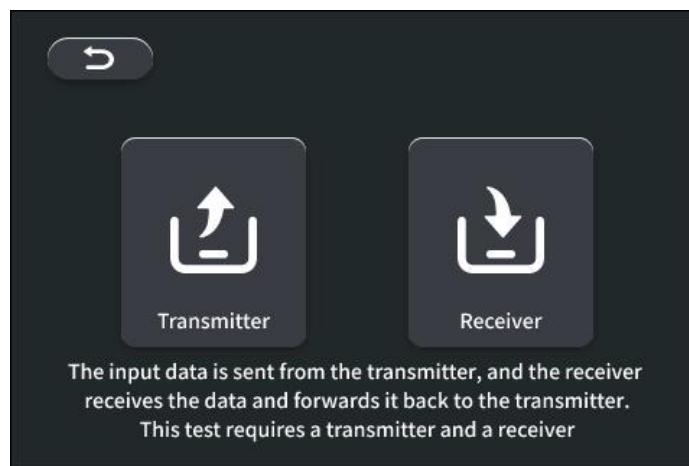 Transmitter
Receiver
The input data is sent from the transmitter, and the receiver
receives the data and forwards it back to the transmitter.
This test requires a transmitter and a receiver